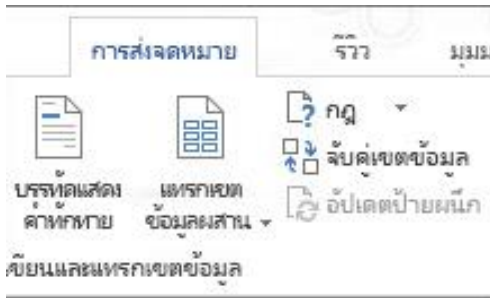 การส่งจดหมาย รีวิว
บรรทัดแสดง
คำทักทาย
แทรกเขต
ข้อมูลผสาน
กฎ
จับคู่เขตข้อมูล
อัปเดตป้ายผนึก
เขียนและแทรกเขตข้อมูล